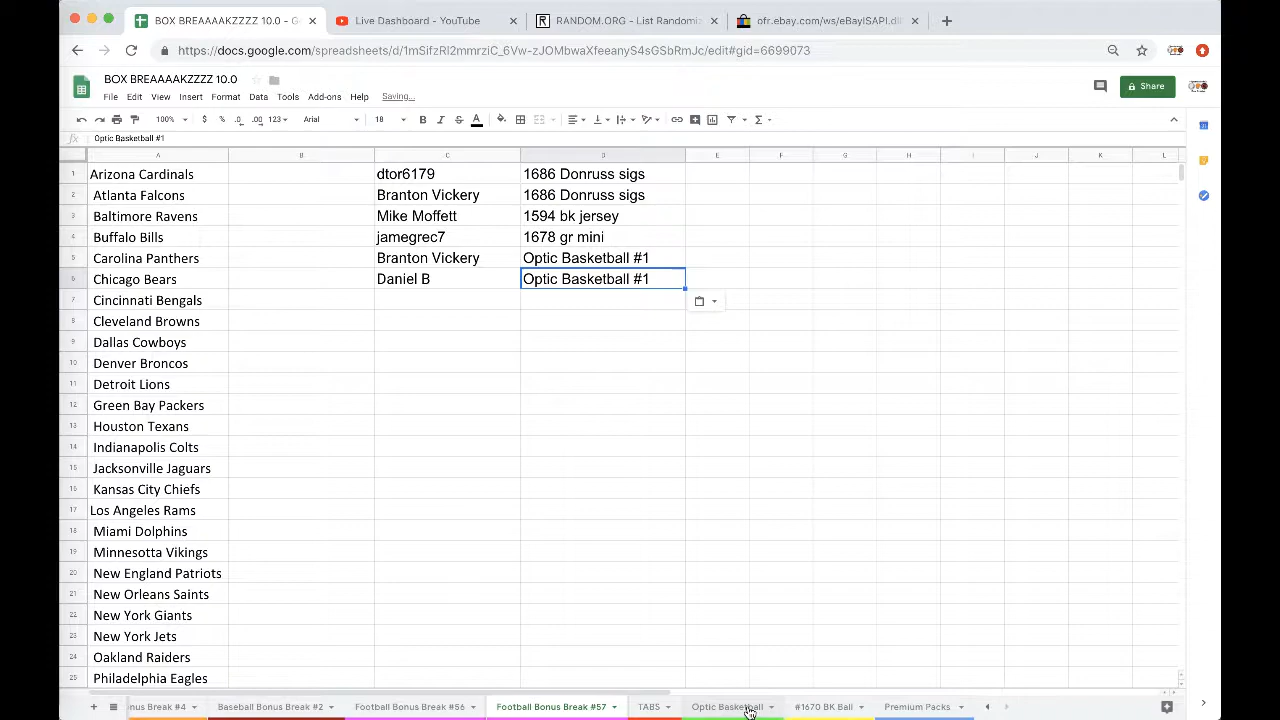 BOX BREAAAAKZZZZ 10.0 - G
Live Dashboard - YouTube
RANDOM.ORG - List Randomi
ofr.ebay.com/ws/eBayISAPI.dll
https://docs.google.com/spreadsheets/d/
edit#gid=6699073
BOX BREAAAAKZZZZ 10.0
File Edit View Insert Format Data Tools Add-ons Help Saving...
Share
100% $ % .0 .00 123 Arial 18 B I S A
fx Optic Basketball #1
A B C D E F G H I J K L
1 Arizona Cardinals dtor6179 1686 Donruss sigs
2 Atlanta Falcons Branton Vickery 1686 Donruss sigs
3 Baltimore Ravens Mike Moffett 1594 bk jersey
4 Buffalo Bills jamegrec7 1678 gr mini
5 Carolina Panthers Branton Vickery Optic Basketball #1
6 Chicago Bears Daniel B Optic Basketball #1
7 Cincinnati Bengals
8 Cleveland Browns
9 Dallas Cowboys
10 Denver Broncos
11 Detroit Lions
12 Green Bay Packers
13 Houston Texans
14 Indianapolis Colts
15 Jacksonville Jaguars
16 Kansas City Chiefs
17 Los Angeles Rams
18 Miami Dolphins
19 Minnesotta Vikings
20 New England Patriots
21 New Orleans Saints
22 New York Giants
23 New York Jets
24 Oakland Raiders
25 Philadelphia Eagles
nus Break #4 Baseball Bonus Break #2 Football Bonus Break #56 Football Bonus Break #57 TABS Optic Basketball #1670 BK Ball Premium Packs